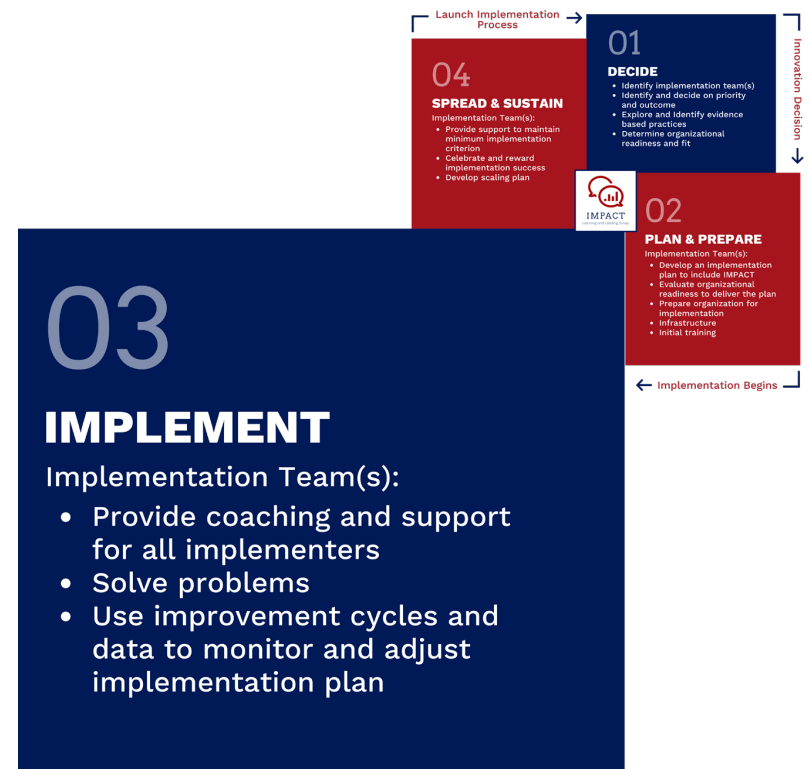 Launch Implementation
Process
01
DECIDE
• Identify implementation team(s)
• Identify and decide on priority
and outcome
• Explore and Identify evidence
based practices
• Determine organizational
readiness and fit
Innovation Decision
04
SPREAD & SUSTAIN
Implementation Team(s):
• Provide support to maintain
minimum implementation
criterion
• Celebrate and reward
implementation success
• Develop scaling plan
IMPACT
02
PLAN & PREPARE
Implementation Team(s):
• Develop an implementation
plan to include IMPACT
• Evaluate organizational
readiness to deliver the plan
• Prepare organization for
implementation
• Infrastructure
• Initial training
Implementation Begins
03
IMPLEMENT
Implementation Team(s):
• Provide coaching and support
for all implementers
• Solve problems
• Use improvement cycles and
data to monitor and adjust
implementation plan